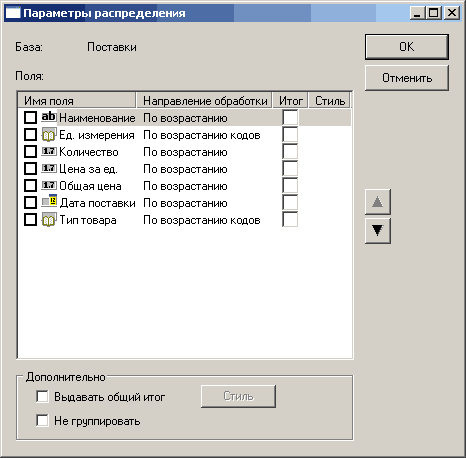 Параметры распределения
База: Поставки
OK
Поля:
Отменить
Имя поля Направление обработки Итог Стиль
ab Наименование По возрастанию
Ед. измерения По возрастанию кодов
1.7 Количество По возрастанию
1.7 Цена за ед. По возрастанию
1.7 Общая цена По возрастанию
12 Дата поставки По возрастанию
Тип товара По возрастанию кодов
Дополнительно
Выдавать общий итог Стиль
Не группировать